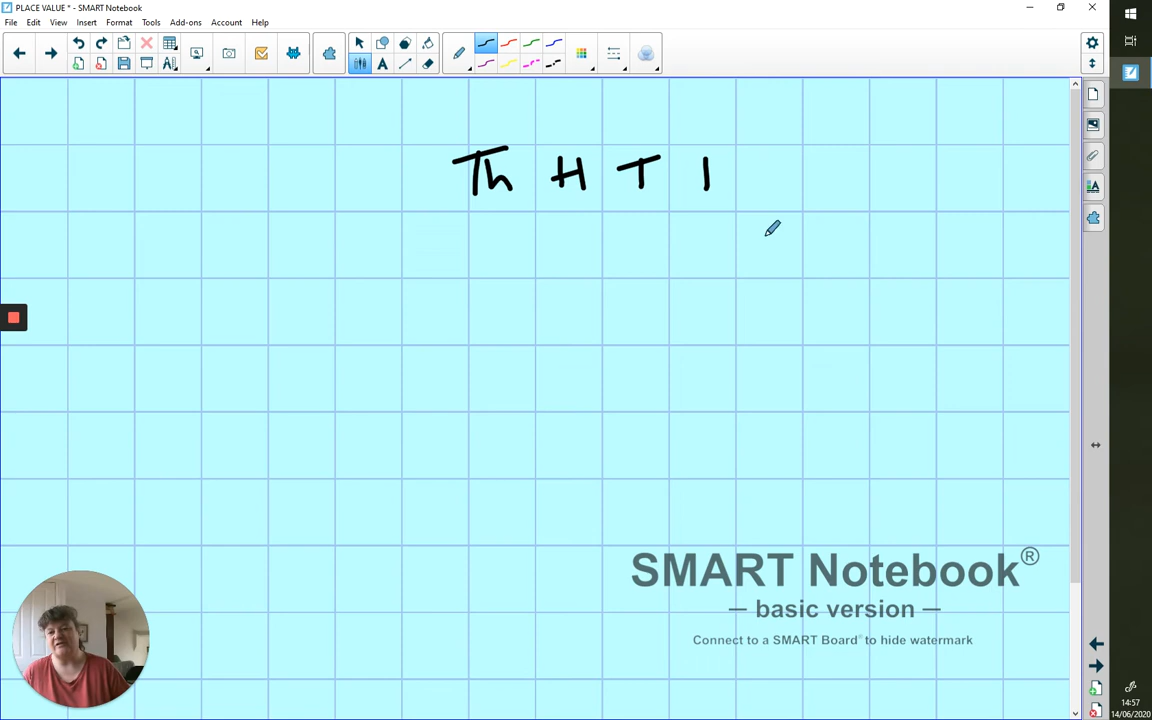 PLACE VALUE * - SMART Notebook
File Edit View Insert Format Tools Add-ons Account Help
Th H T 1
SMART Notebook®
— basic version —
Connect to a SMART Board® to hide watermark
14:57
14/06/2020